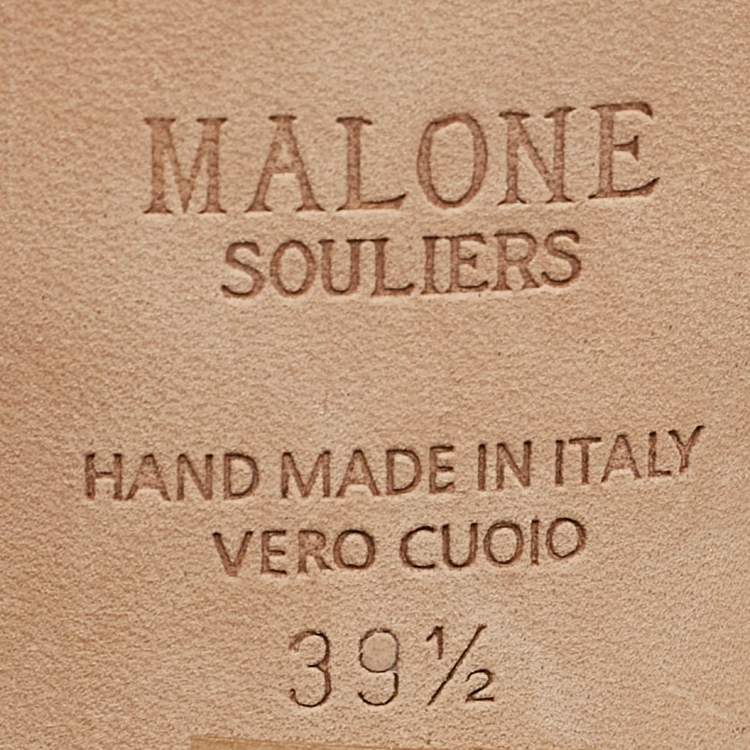 MALONE
SOULIERS
HAND MADE IN ITALY
VERO CUOIO
39½